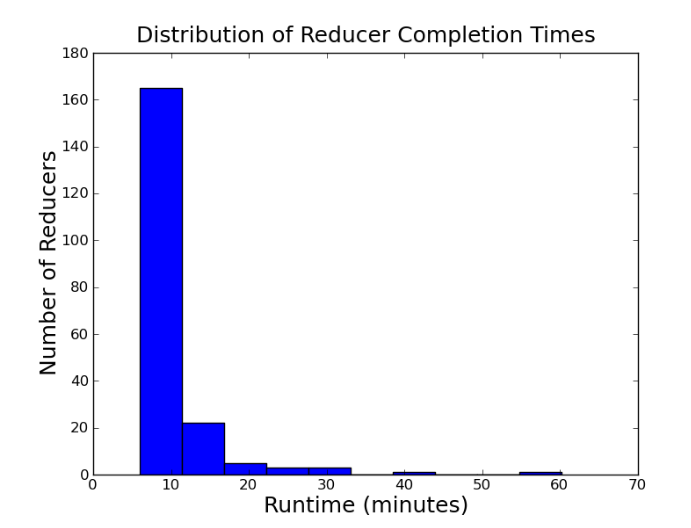 Distribution of Reducer Completion Times
180
160
140
120
100
80
60
40
20
0
Number of Reducers
0 10 20 30 40 50 60 70
Runtime (minutes)